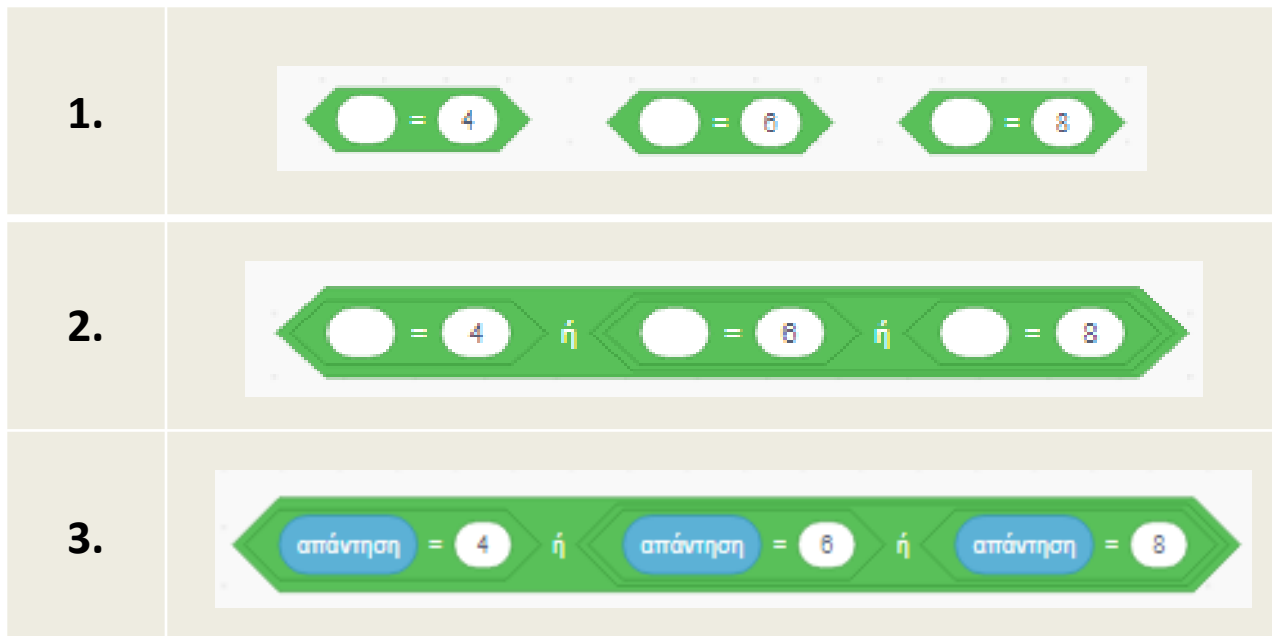 1. = 4 = 6 = 8
2. = 4 ή = 6 ή = 8
3. απάντηση = 4 ή απάντηση = 6 ή απάντηση = 8